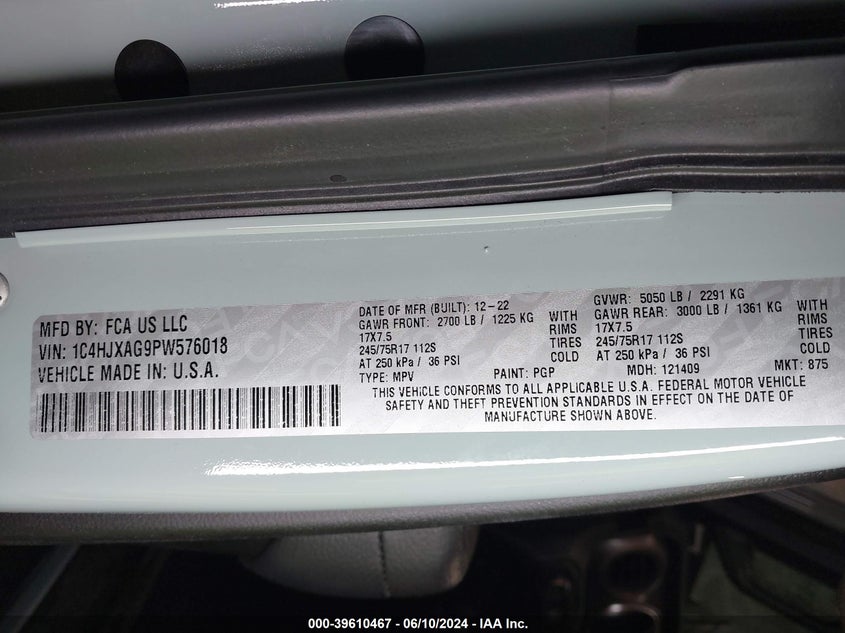 MFD BY: FCA US LLC
VIN: 1C4HJXAG9PW576018
VEHICLE MADE IN: U.S.A.
DATE OF MFR (BUILT): 12-22
GAWR FRONT: 2700 LB / 1225 KG WITH
17X7.5 RIMS
245/75R17 112S TIRES
AT 250 kPa / 36 PSI
TYPE: MPV PAINT: PGP
GVWR: 5050 LB / 2291 KG
GAWR REAR: 3000 LB / 1361 KG WITH
17X7.5 RIMS
245/75R17 112S TIRES
AT 250 kPa / 36 PSI
MDH: 121409 MKT: 875
THIS VEHICLE CONFORMS TO ALL APPLICABLE U.S.A. FEDERAL MOTOR VEHICLE
SAFETY AND THEFT PREVENTION STANDARDS IN EFFECT ON THE DATE OF
MANUFACTURE SHOWN ABOVE.
000-39610467 - 06/10/2024 - IAA Inc.